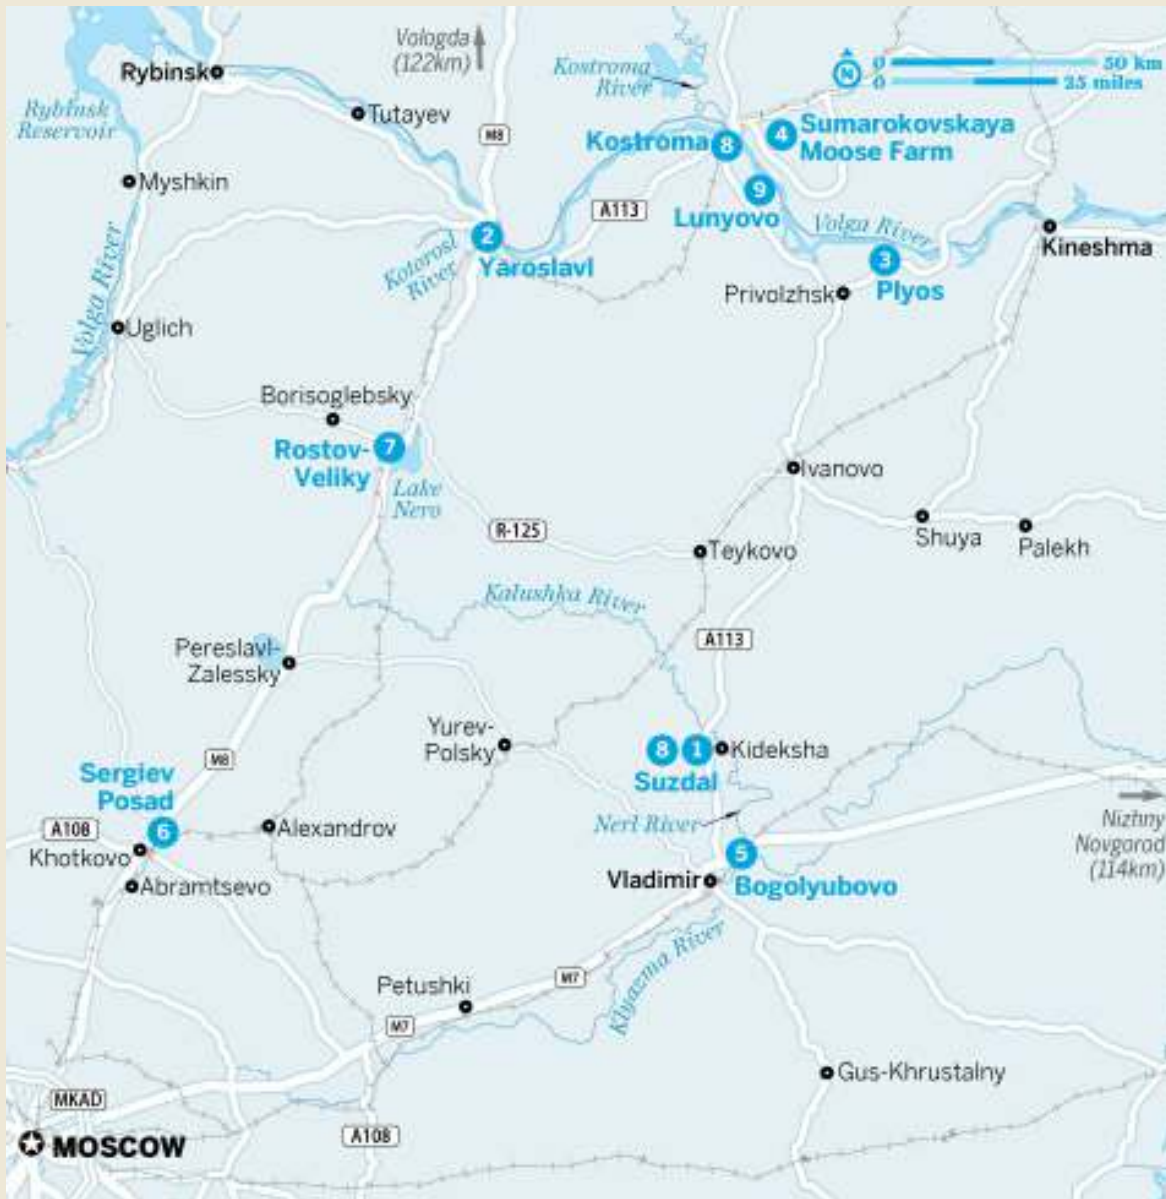 Vologda
(122km)
Kostroma
River
0
50 km
N
0
25 miles
Rybinsk
Rybinsk
Reservoir
Tutayev
M8
Kostroma
8
4
Sumarokovskaya
Moose Farm
Myshkin
9
Lunyovo
A113
Volga River
2
Yaroslavl
Kotorosl
River
Kineshma
3
Plyos
Privolzhsk
Volga River
Uglich
Borisoglebsky
Rostov-
Veliky
7
Lake
Nero
Ivanovo
R-125
Shuya
Palekh
Teykovo
Kalushka River
A113
Pereslavl-
Zalessky
Yurev-
Polsky
8
1
Kideksha
Suzdal
M8
Sergiev
Posad
6
A108
Khotkovo
Alexandrov
Abramtsevo
Nerl River
5
Bogolyubovo
Vladimir
Nizhny
Novgorod
(114km)
Klyazma River
M7
Petushki
M7
Gus-Khrustalny
MKAD
MOSCOW
A108